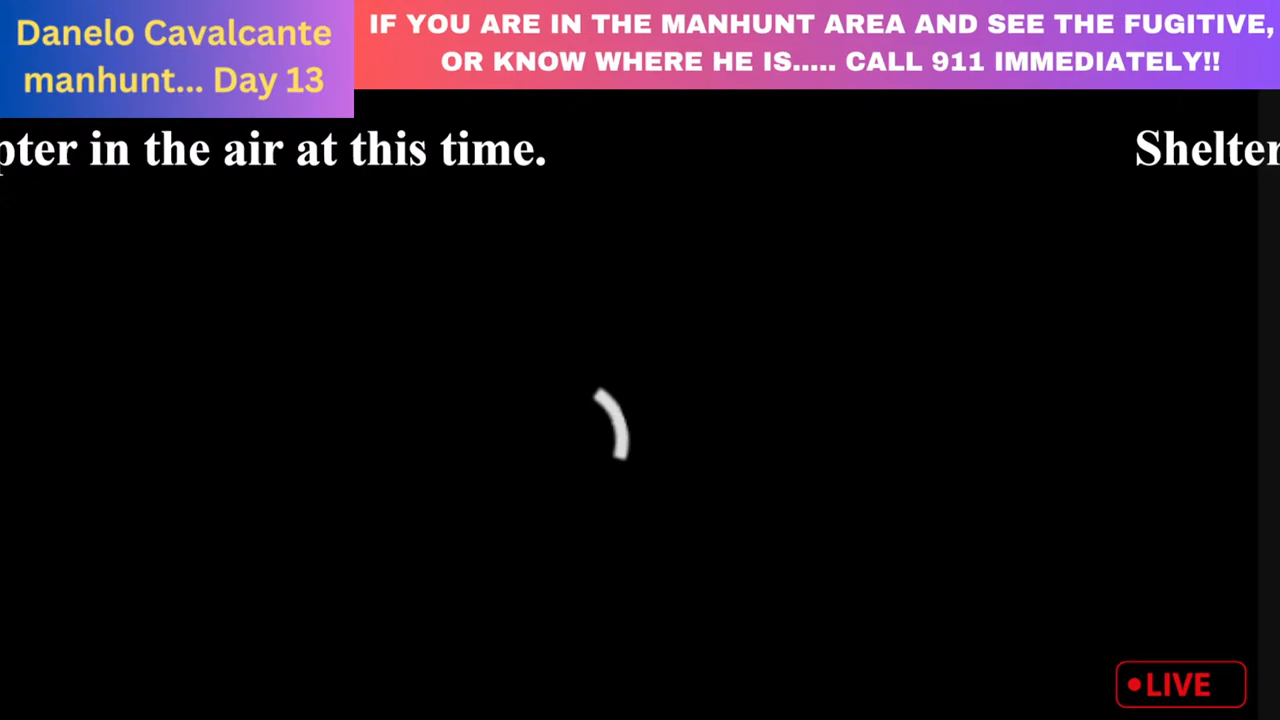 Danelo Cavalcante
manhunt... Day 13
IF YOU ARE IN THE MANHUNT AREA AND SEE THE FUGITIVE,
OR KNOW WHERE HE IS..... CALL 911 IMMEDIATELY!!
pter in the air at this time. Shelter
LIVE